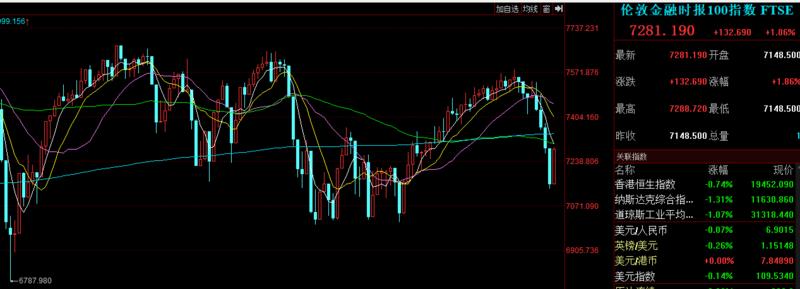 999.156↑
加自选 均线 窗
7737.231
7571.876
7404.160
7238.806
7071.090
6905.736
←6787.980
伦敦金融时报100指数 FTSE
7281.190 +132.690 +1.86%
最新 7281.190 开盘 7148.500
涨跌 +132.690 涨幅 +1.86%
最高 7288.720 最低 7148.500
昨收 7148.500 总量
关联指数
名称 涨幅 现价
香港恒生指数 -0.74% 19452.090
纳斯达克综合指... -1.31% 11630.860
道琼斯工业平均... -1.07% 31318.440
美元/人民币 -0.07% 6.9015
英镑/美元 -0.26% 1.15148
美元/港币 +0.00% 7.84890
美元指数 -0.14% 109.5340